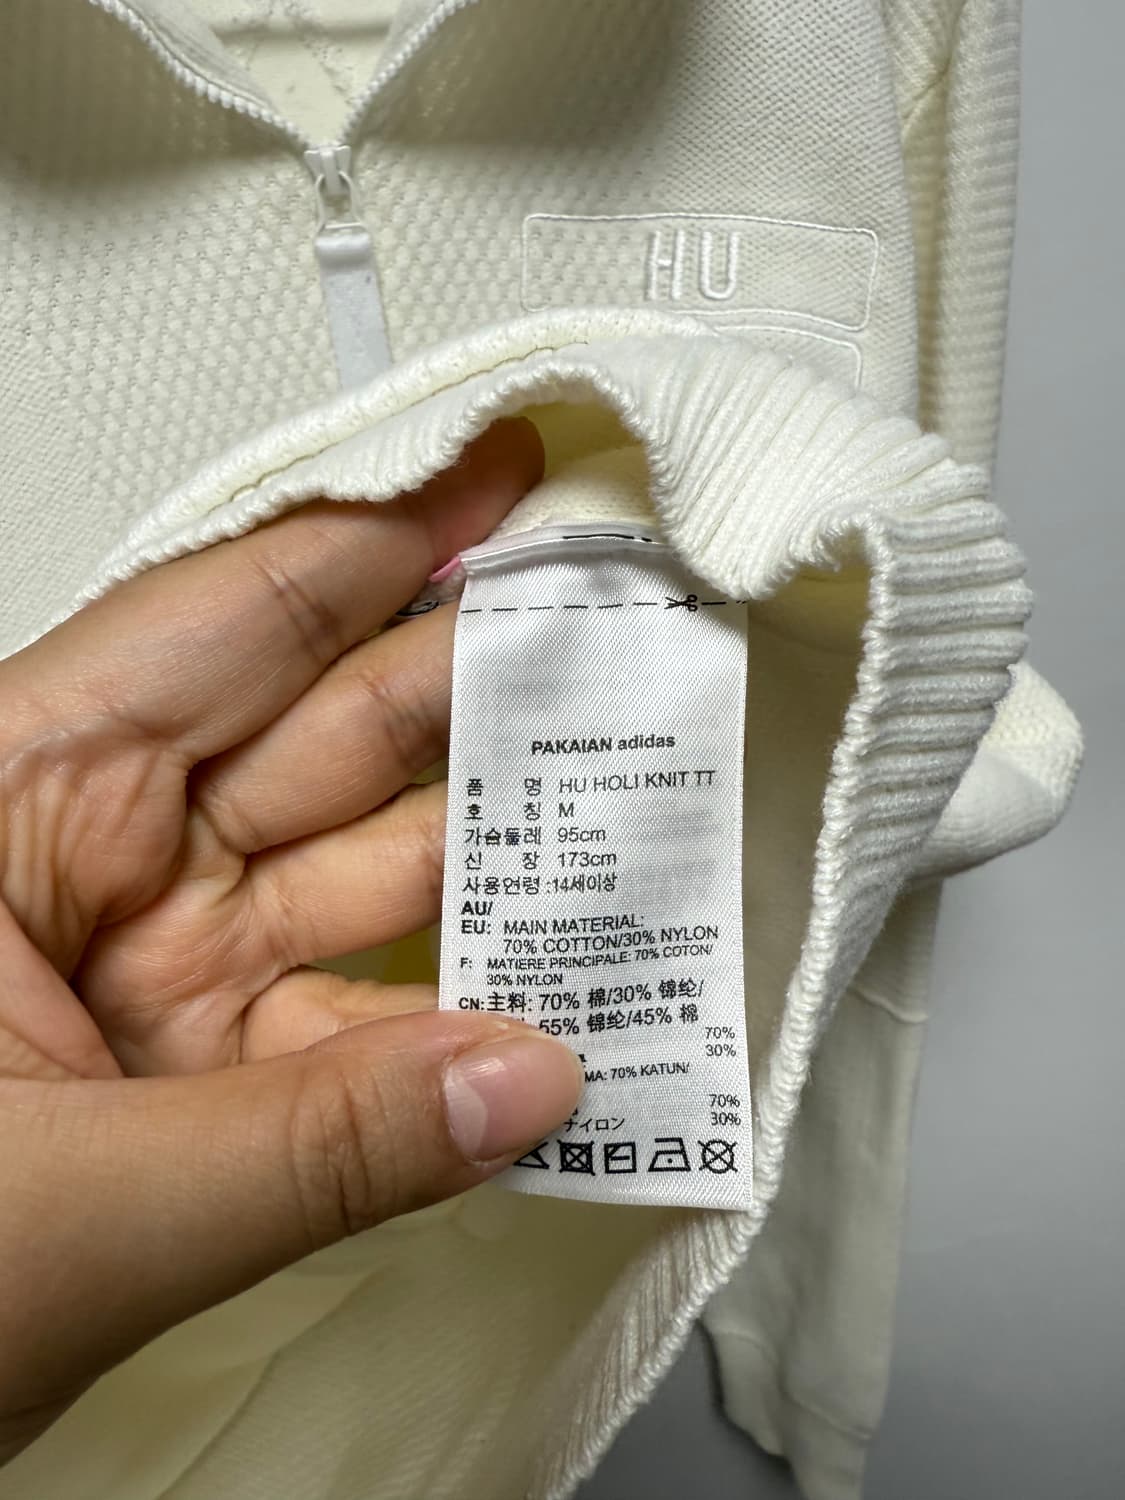 HU
PAKAIAN adidas
품 명 HU HOLI KNIT TT
호 칭 M
가슴둘레 95cm
신 장 173cm
사용연령 :14세이상
AU/
EU: MAIN MATERIAL:
70% COTTON/30% NYLON
F: MATIERE PRINCIPALE: 70% COTON/
30% NYLON
CN:主料: 70% 棉/30% 锦纶/
55% 锦纶/45% 棉
70%
30%
MA: 70% KATUN/
70%
ナイロン 30%